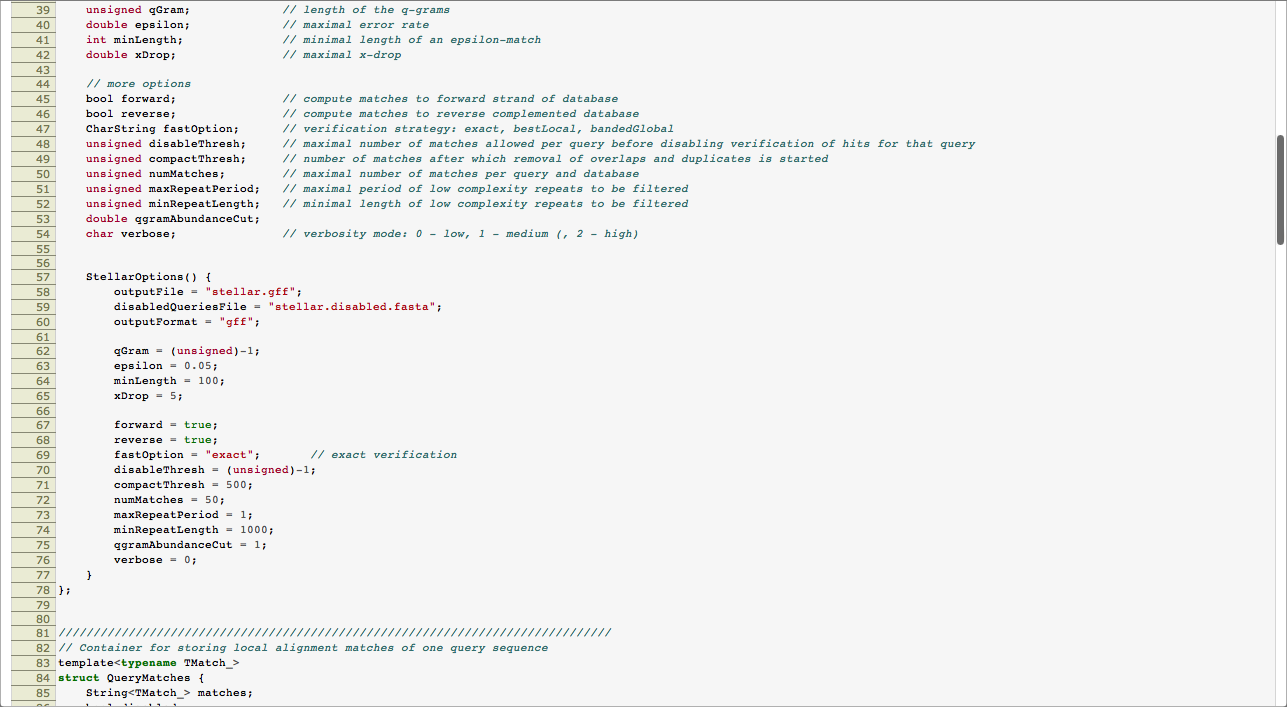 39 unsigned qGram; // length of the q-grams
40 double epsilon; // maximal error rate
41 int minLength; // minimal length of an epsilon-match
42 double xDrop; // maximal x-drop
43
44 // more options
45 bool forward; // compute matches to forward strand of database
46 bool reverse; // compute matches to reverse complemented database
47 CharString fastOption; // verification strategy: exact, bestLocal, bandedGlobal
48 unsigned disableThresh; // maximal number of matches allowed per query before disabling verification of hits for that query
49 unsigned compactThresh; // number of matches after which removal of overlaps and duplicates is started
50 unsigned numMatches; // maximal number of matches per query and database
51 unsigned maxRepeatPeriod; // maximal period of low complexity repeats to be filtered
52 unsigned minRepeatLength; // minimal length of low complexity repeats to be filtered
53 double qgramAbundanceCut;
54 char verbose; // verbosity mode: 0 - low, 1 - medium (, 2 - high)
55
56
57 StellarOptions() {
58 outputFile = "stellar.gff";
59 disabledQueriesFile = "stellar.disabled.fasta";
60 outputFormat = "gff";
61
62 qGram = (unsigned)-1;
63 epsilon = 0.05;
64 minLength = 100;
65 xDrop = 5;
66
67 forward = true;
68 reverse = true;
69 fastOption = "exact"; // exact verification
70 disableThresh = (unsigned)-1;
71 compactThresh = 500;
72 numMatches = 50;
73 maxRepeatPeriod = 1;
74 minRepeatLength = 1000;
75 qgramAbundanceCut = 1;
76 verbose = 0;
77 }
78 };
79
80
81 ///////////////////////////////////////////////////////////////////////////////
82 // Container for storing local alignment matches of one query sequence
83 template<typename TMatch_>
84 struct QueryMatches {
85 String<TMatch_> matches;